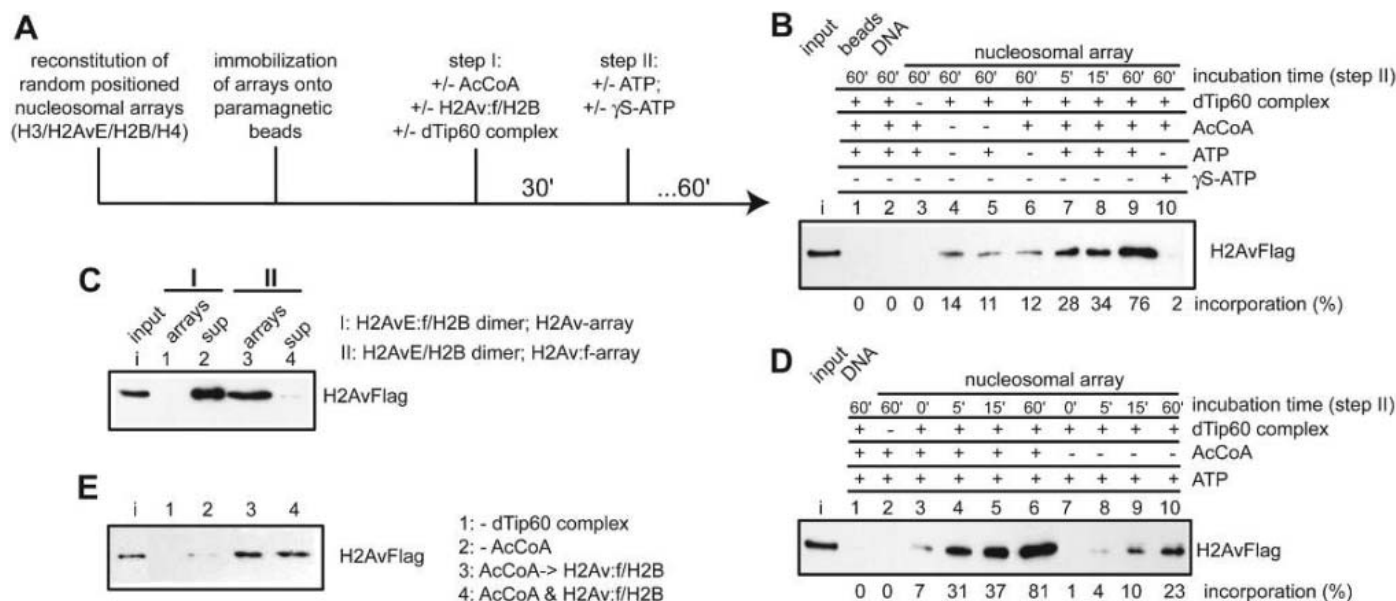 A
reconstitution of
random positioned
nucleosomal arrays
(H3/H2AvE/H2B/H4)
immobilization
of arrays onto
paramagnetic
beads
step I:
+/- AcCoA
+/- H2Av:f/H2B
+/- dTip60 complex
step II:
+/- ATP;
+/- γS-ATP
30'
...60'
B
input
beads
DNA
nucleosomal array
60' 60' 60' 60' 60' 60' 5' 15' 60' 60' incubation time (step II)
+ + - + + + + + + + dTip60 complex
+ + + - - + + + + + AcCoA
+ + + - + - + + + - ATP
- - - - - - - - - + γS-ATP
i 1 2 3 4 5 6 7 8 9 10
H2AvFlag
0 0 0 14 11 12 28 34 76 2 incorporation (%)
C
I II
input
arrays
sup
arrays
sup
i 1 2 3 4
H2AvFlag
I: H2AvE:f/H2B dimer; H2Av-array
II: H2AvE/H2B dimer; H2Av:f-array
D
input
DNA
nucleosomal array
60' 60' 0' 5' 15' 60' 0' 5' 15' 60' incubation time (step II)
+ - + + + + + + + + dTip60 complex
+ + + + + + - - - - AcCoA
+ + + + + + + + + + ATP
i 1 2 3 4 5 6 7 8 9 10
H2AvFlag
0 0 7 31 37 81 1 4 10 23 incorporation (%)
E
i 1 2 3 4
H2AvFlag
1: - dTip60 complex
2: - AcCoA
3: AcCoA-> H2Av:f/H2B
4: AcCoA & H2Av:f/H2B